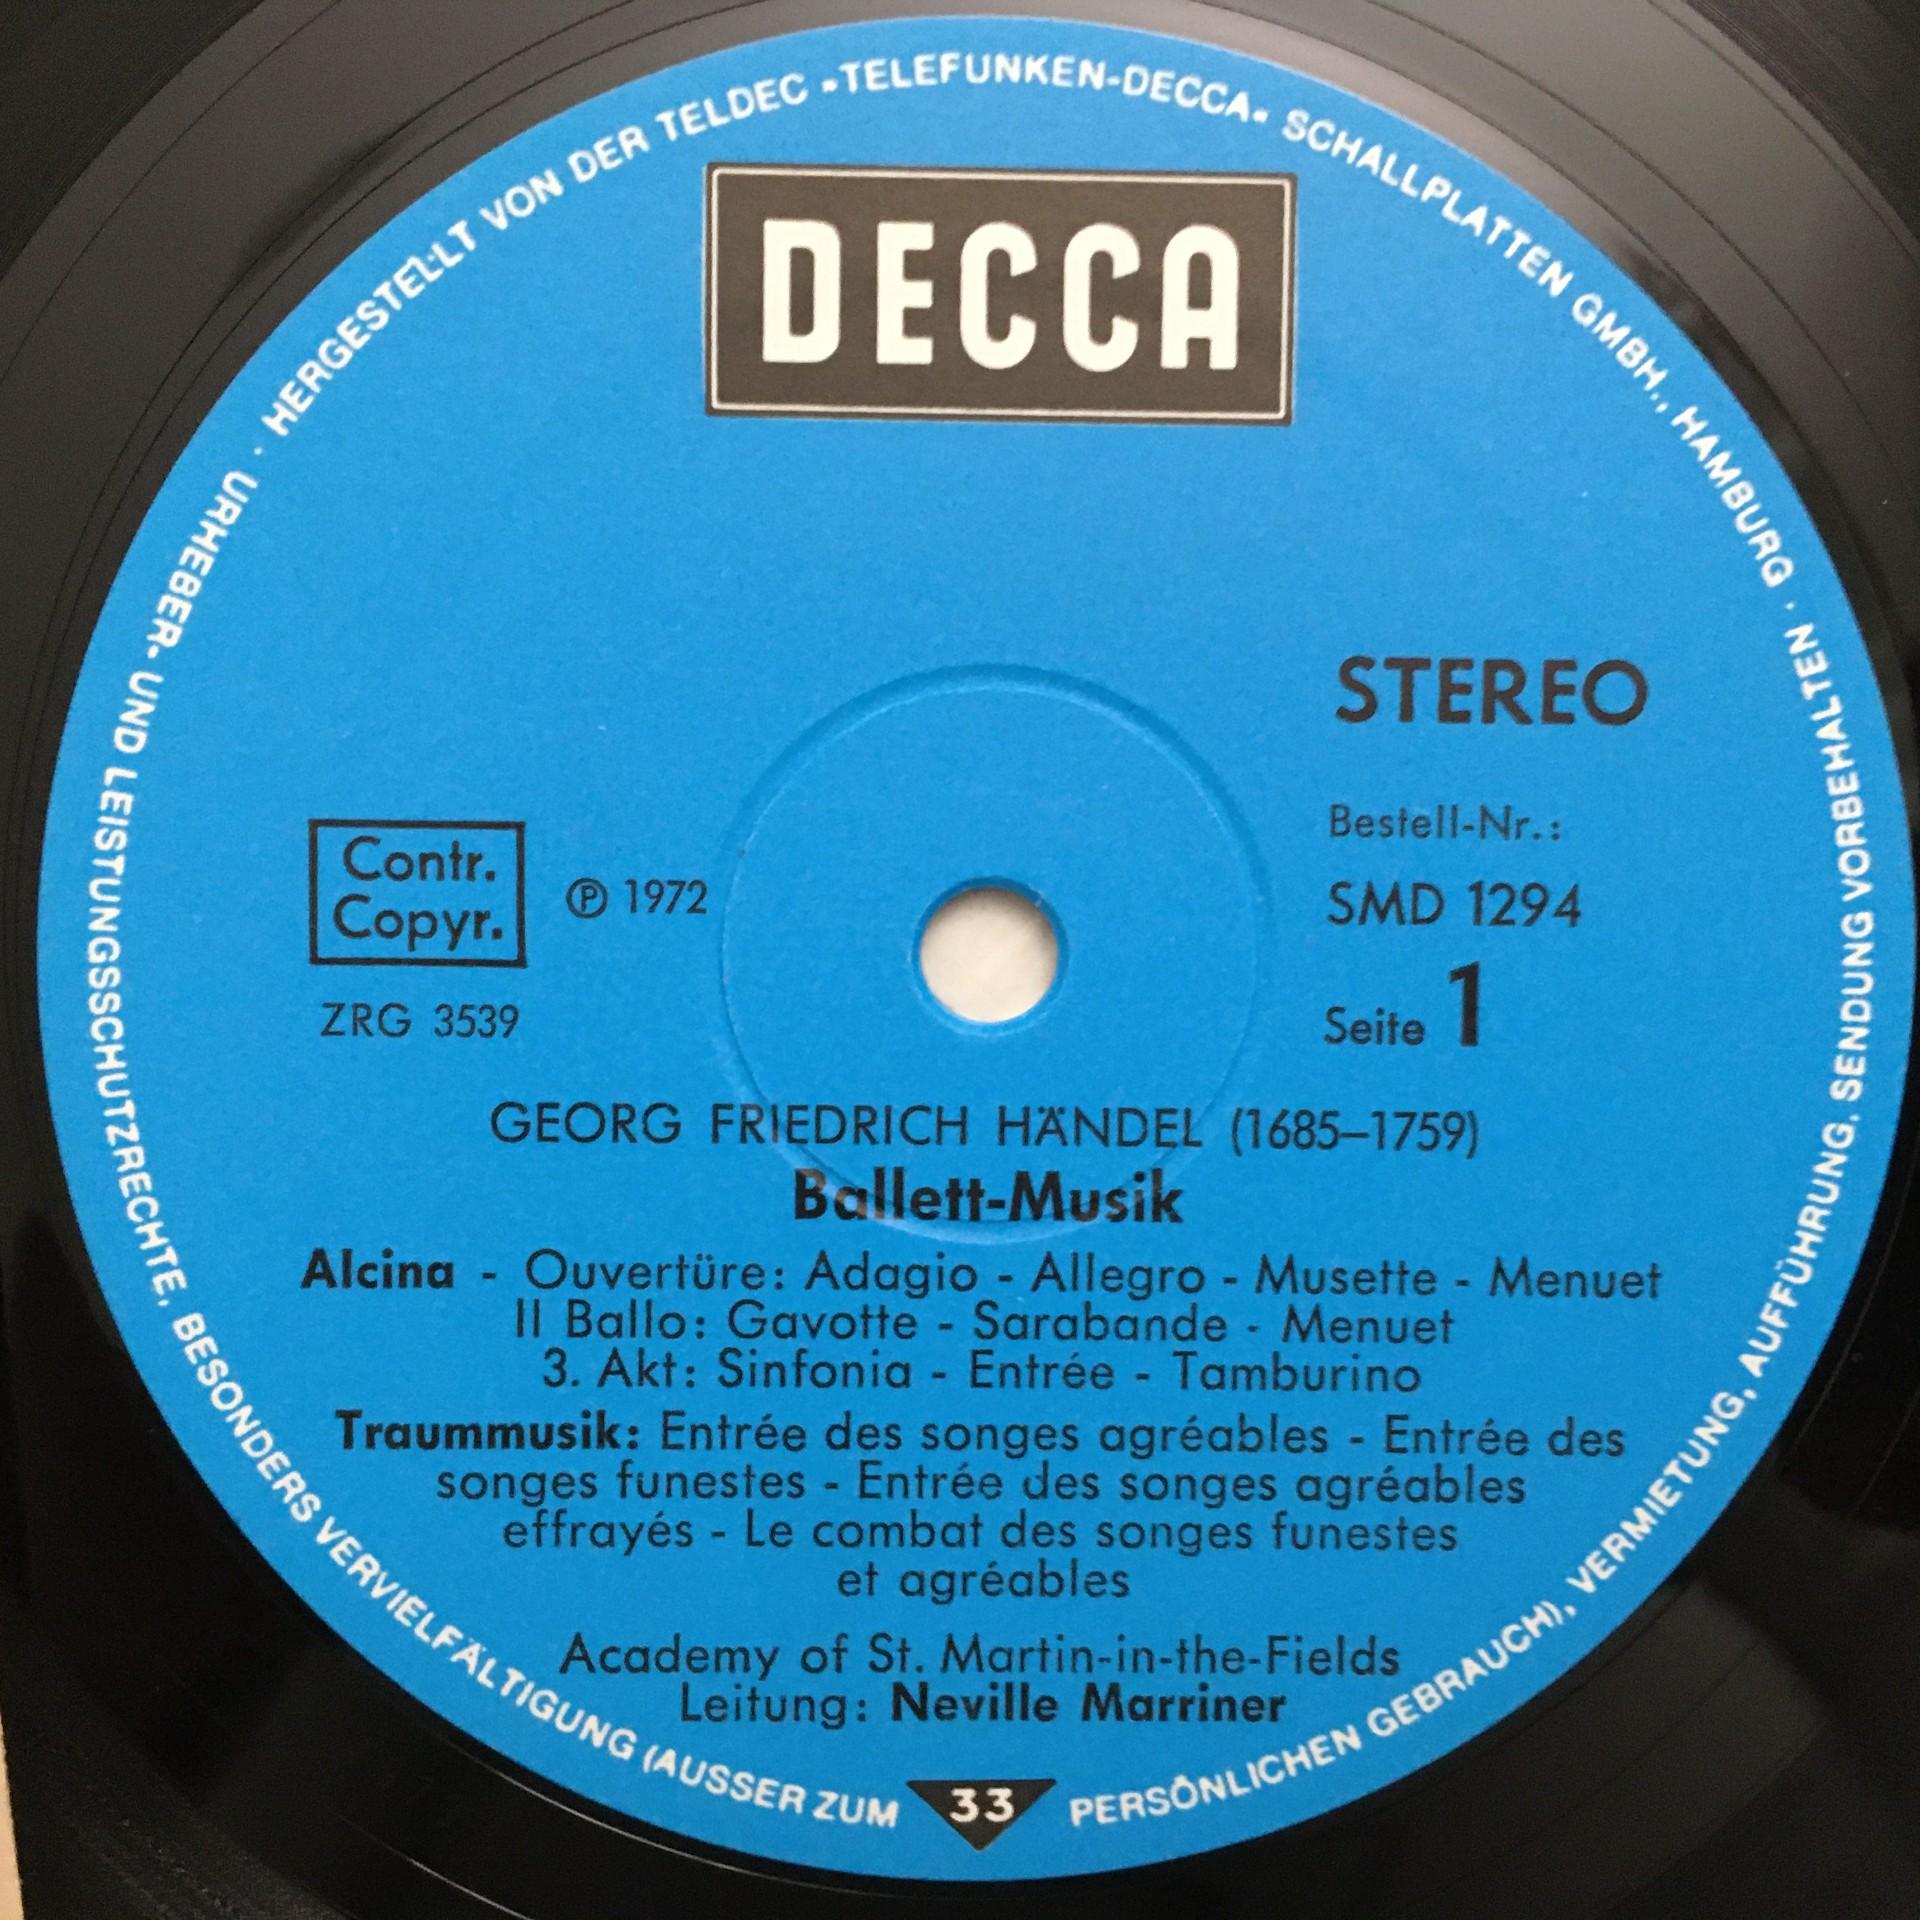 HERGESTELLT VON DER TELDEC »TELEFUNKEN-DECCA« SCHALLPLATTEN GMBH., HAMBURG · URHEBER- UND LEISTUNGSSCHUTZRECHTE, BESONDERS VERVIELFÄLTIGUNG (AUSSER ZUM PERSÖNLICHEN GEBRAUCH), VERMIETUNG, AUFFÜHRUNG, SENDUNG VORBEHALTEN ·
DECCA
STEREO
Contr.
Copyr.
℗ 1972
ZRG 3539
Bestell-Nr.:
SMD 1294
Seite 1
GEORG FRIEDRICH HÄNDEL (1685–1759)
Ballett-Musik
Alcina - Ouvertüre: Adagio - Allegro - Musette - Menuet
Il Ballo: Gavotte - Sarabande - Menuet
3. Akt: Sinfonia - Entrée - Tamburino
Traummusik: Entrée des songes agréables - Entrée des
songes funestes - Entrée des songes agréables
effrayés - Le combat des songes funestes
et agréables
Academy of St. Martin-in-the-Fields
Leitung: Neville Marriner
33